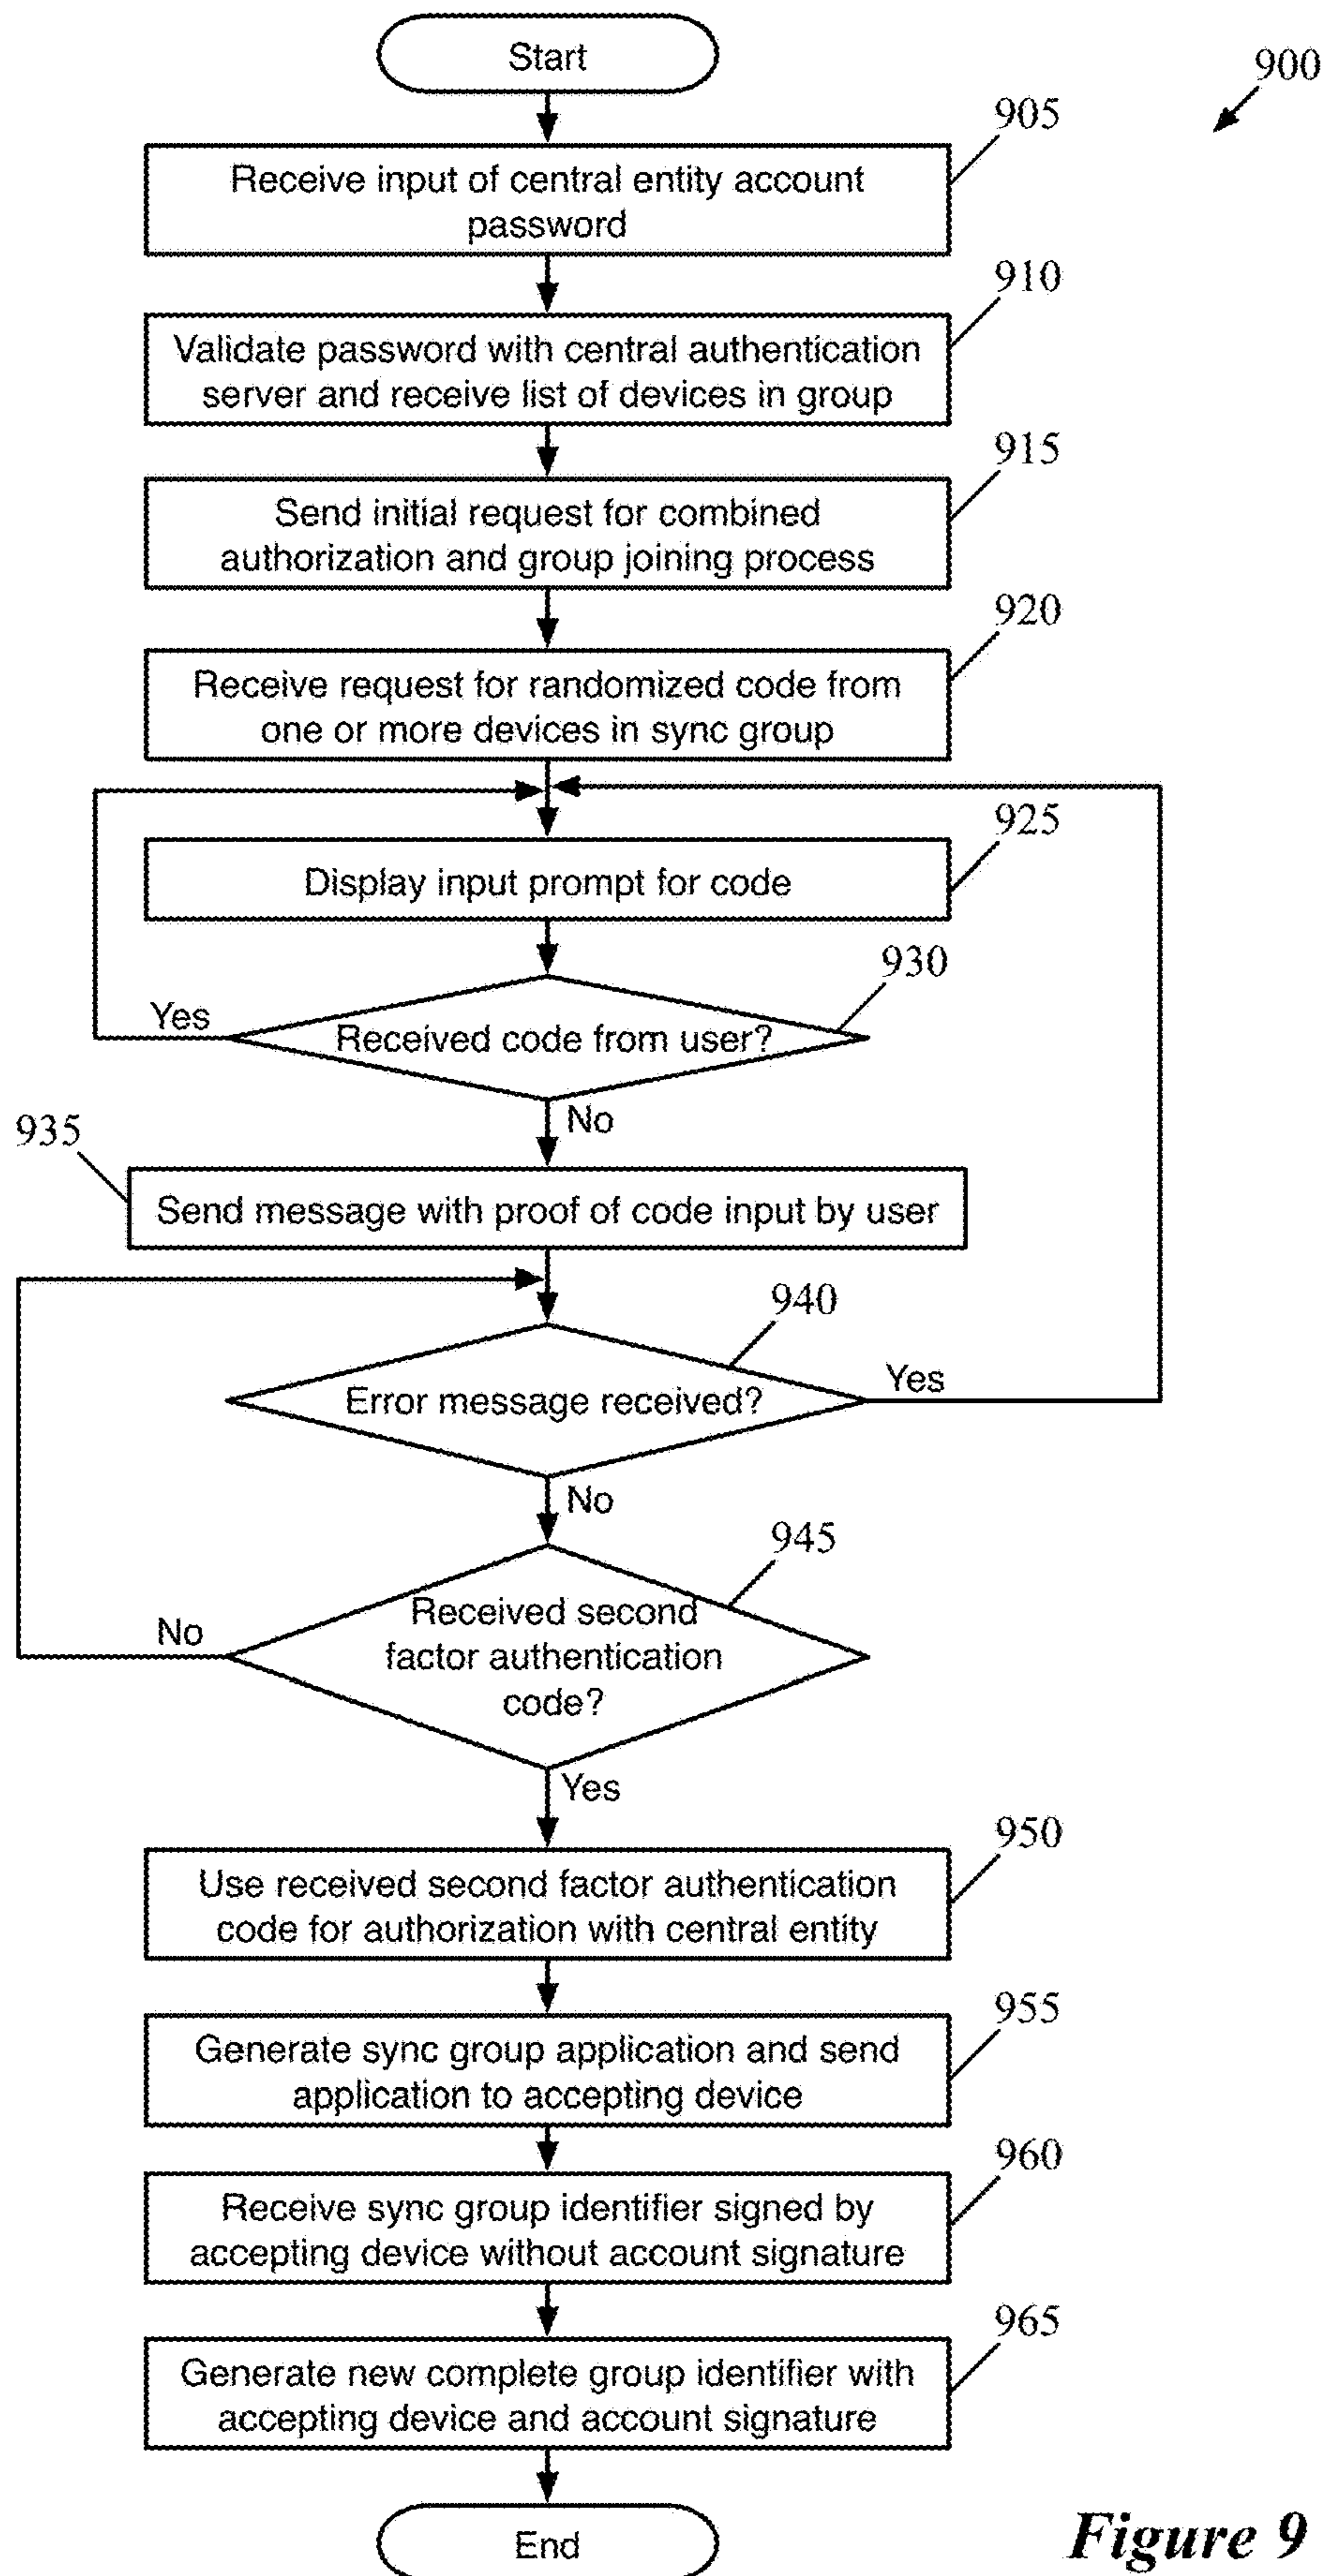 Start
900
905
Receive input of central entity account
password
910
Validate password with central authentication
server and receive list of devices in group
915
Send initial request for combined
authorization and group joining process
920
Receive request for randomized code from
one or more devices in sync group
925
Display input prompt for code
930
Yes
Received code from user?
No
935
Send message with proof of code input by user
940
Error message received?
Yes
No
945
Received second
factor authentication
code?
No
Yes
950
Use received second factor authentication
code for authorization with central entity
955
Generate sync group application and send
application to accepting device
960
Receive sync group identifier signed by
accepting device without account signature
965
Generate new complete group identifier with
accepting device and account signature
End
Figure 9